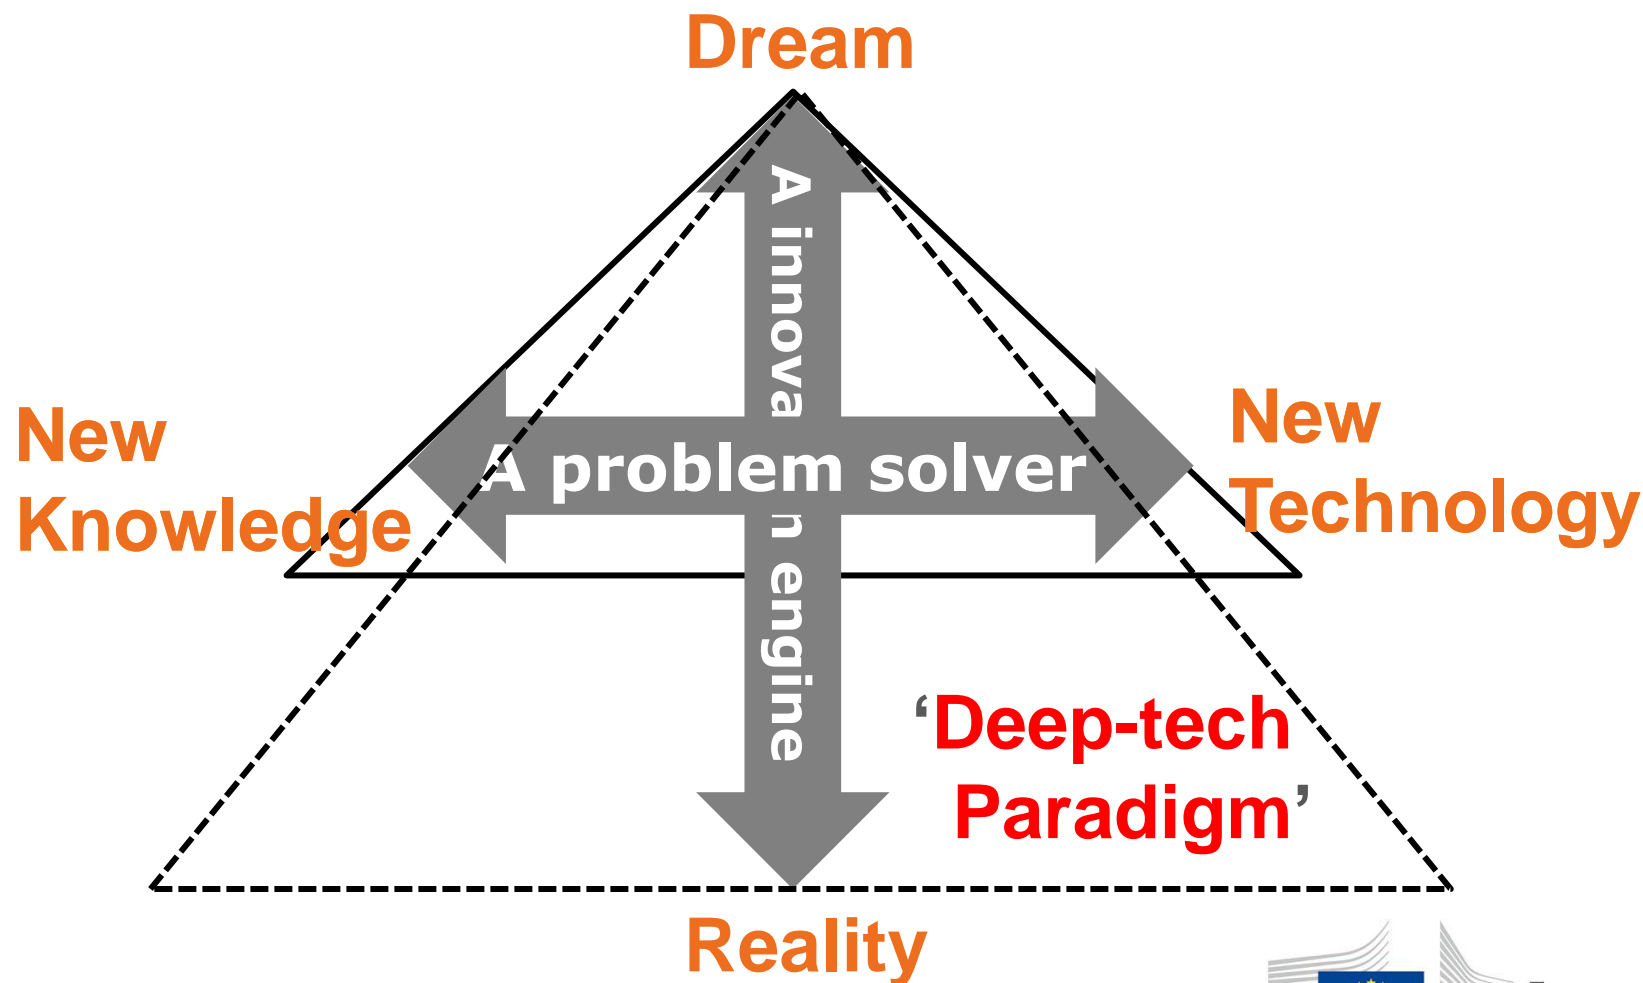 Dream
A innova n engine
New
Knowledge
A problem solver
New
Technology
‘Deep-tech
Paradigm’
Reality